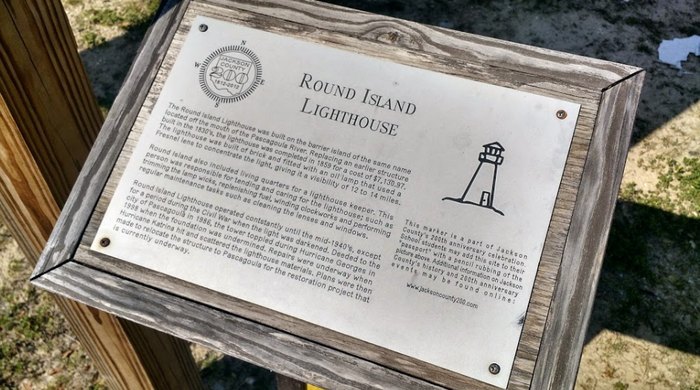 N
W E
S
JACKSON
COUNTY
200
1812-2012
ROUND ISLAND
LIGHTHOUSE
The Round island Lighthouse was built on the barrier island of the same name
located off the mouth of the Pascagoula River. Replacing an earlier structure
built in the 1830's, the lighthouse was completed in 1859 for a cost of $7,130.97.
The lighthouse was built of brick and fitted with an oil lamp that used a
Fresnel lens to concentrate the light, giving it a visibility of 12 to 14 miles.
Round Island also included living quarters for a lighthouse keeper. This
person was responsible for tending and caring for the lighthouse; such as
trimming the lamp wicks, replenishing fuel, winding clockworks and performing
regular maintenance tasks such as cleaning the lenses and windows.
Round Island Lighthouse operated constantly until the mid-1940's, except
for a period during the Civil War when the light was darkened. Deeded to the
city of Pascagoula in 1986, the tower toppled during Hurricane Georges in
1998 when the foundation was undermined. Repairs were underway when
Hurricane Katrina hit and scattered the lighthouse materials. Plans were then
made to relocate the structure to Pascagoula for the restoration project that
is currently underway.
This marker is a part of Jackson
County's 200th anniversary celebration
School students may add this site to their
"passport" with a pencil rubbing of the
icons above. Additional information on Jackson
County's history and 200th anniversary
events may be found online:
www.jacksoncounty200.com